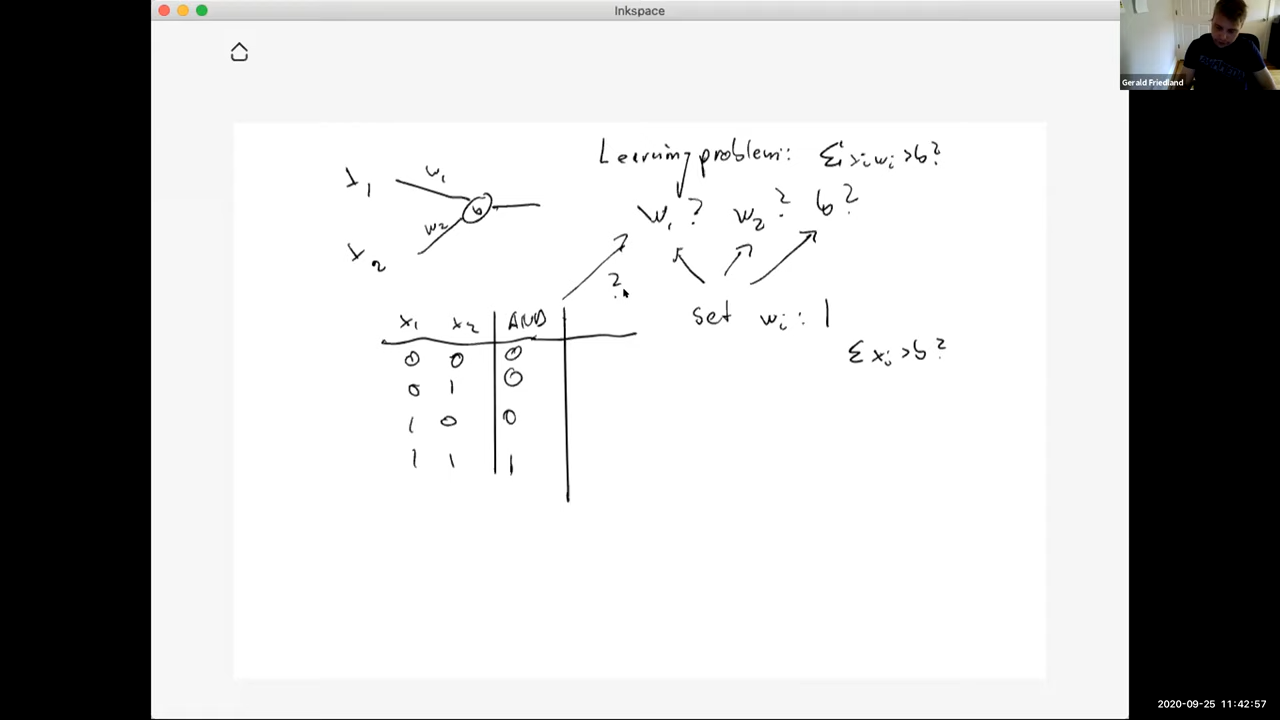 Inkspace
Gerald Friedland
Learning problem: Σ xᵢwᵢ > b?
x₁ w₁
b
w₂
x₂
w₁? w₂? b?
?
set wᵢ: 1
Σ xᵢ > b?
x₁ x₂ AND
0 0 0
0 1 0
1 0 0
1 1 1
2020-09-25 11:42:57